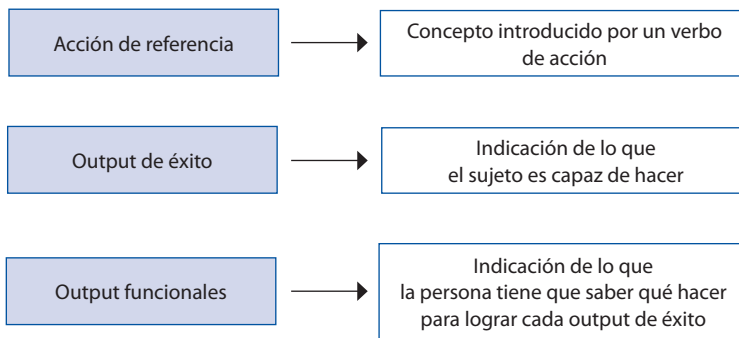 Acción de referencia
Concepto introducido por un verbo
de acción
Output de éxito
Indicación de lo que
el sujeto es capaz de hacer
Output funcionales
Indicación de lo que
la persona tiene que saber qué hacer
para lograr cada output de éxito